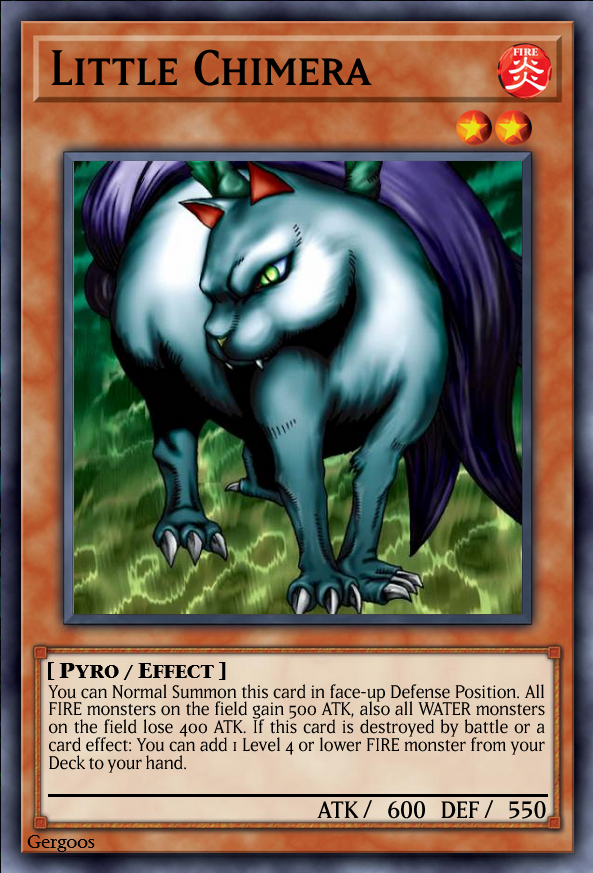 Little Chimera
FIRE
炎
[ Pyro / Effect ]
You can Normal Summon this card in face-up Defense Position. All
FIRE monsters on the field gain 500 ATK, also all WATER monsters
on the field lose 400 ATK. If this card is destroyed by battle or a
card effect: You can add 1 Level 4 or lower FIRE monster from your
Deck to your hand.
ATK / 600 DEF / 550
Gergoos